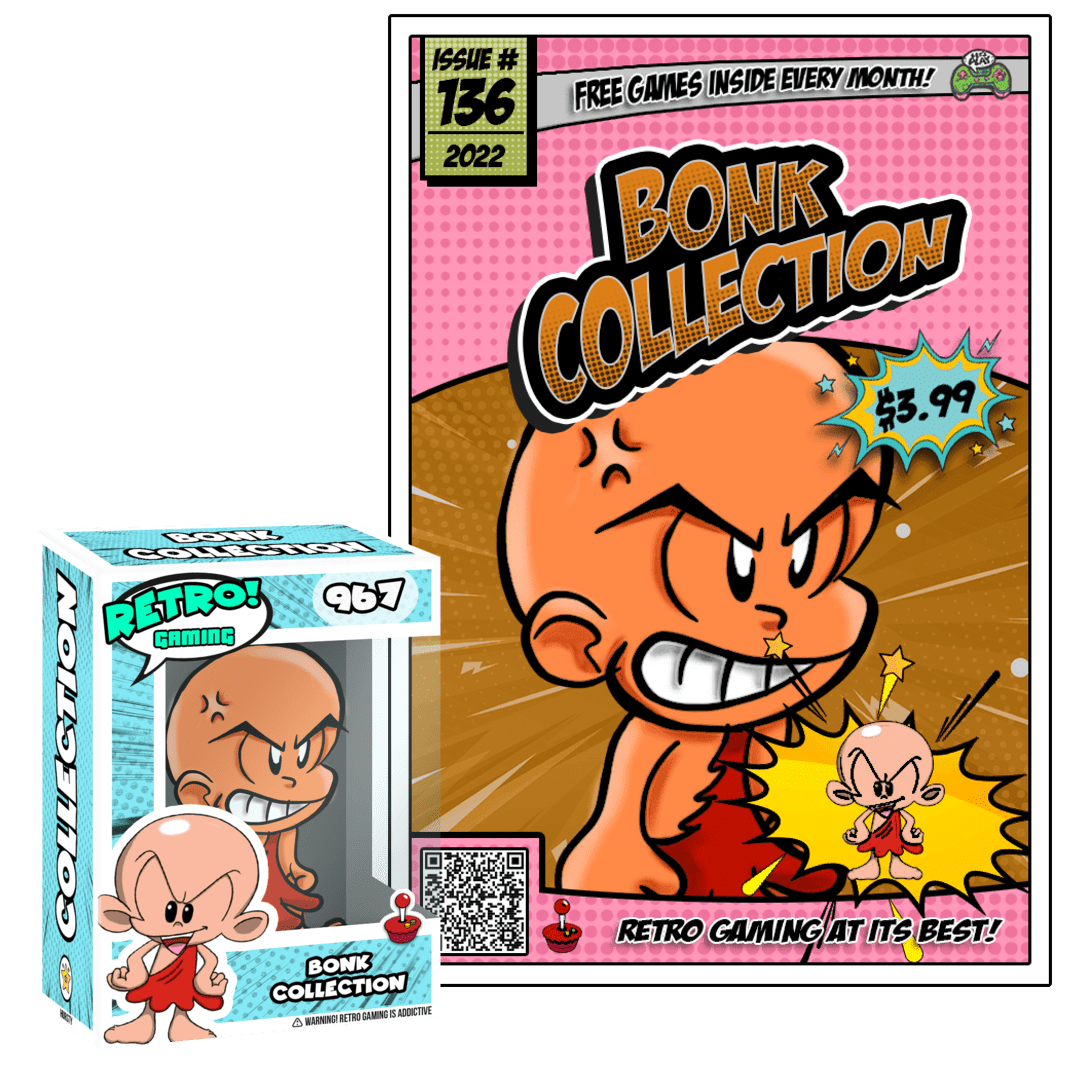 ISSUE #
136
2022
FREE GAMES INSIDE EVERY MONTH!
BONK
COLLECTION
$3.99
RETRO GAMING AT ITS BEST!
BONK
COLLECTION
RETRO!
GAMING
967
COLLECTION
BONK
COLLECTION
⚠ WARNING! RETRO GAMING IS ADDICTIVE